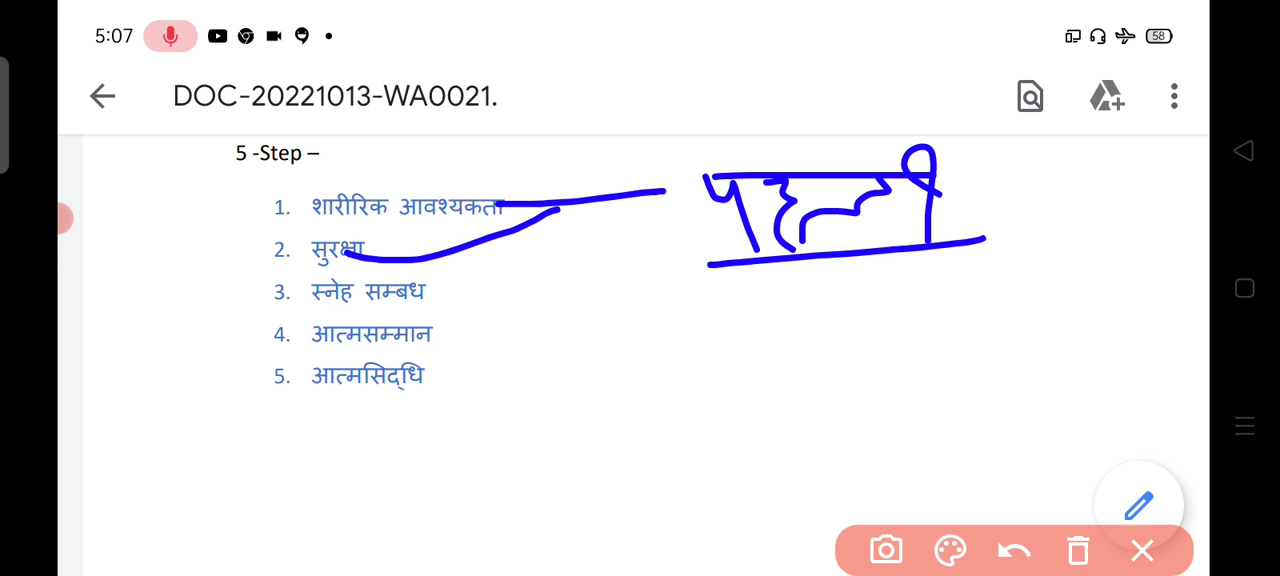 5:07
58
DOC-20221013-WA0021.
5 -Step –
1. शारीरिक आवश्यकता
2. सुरक्षा
3. स्नेह सम्बध
4. आत्मसम्मान
5. आत्मसिद्धि